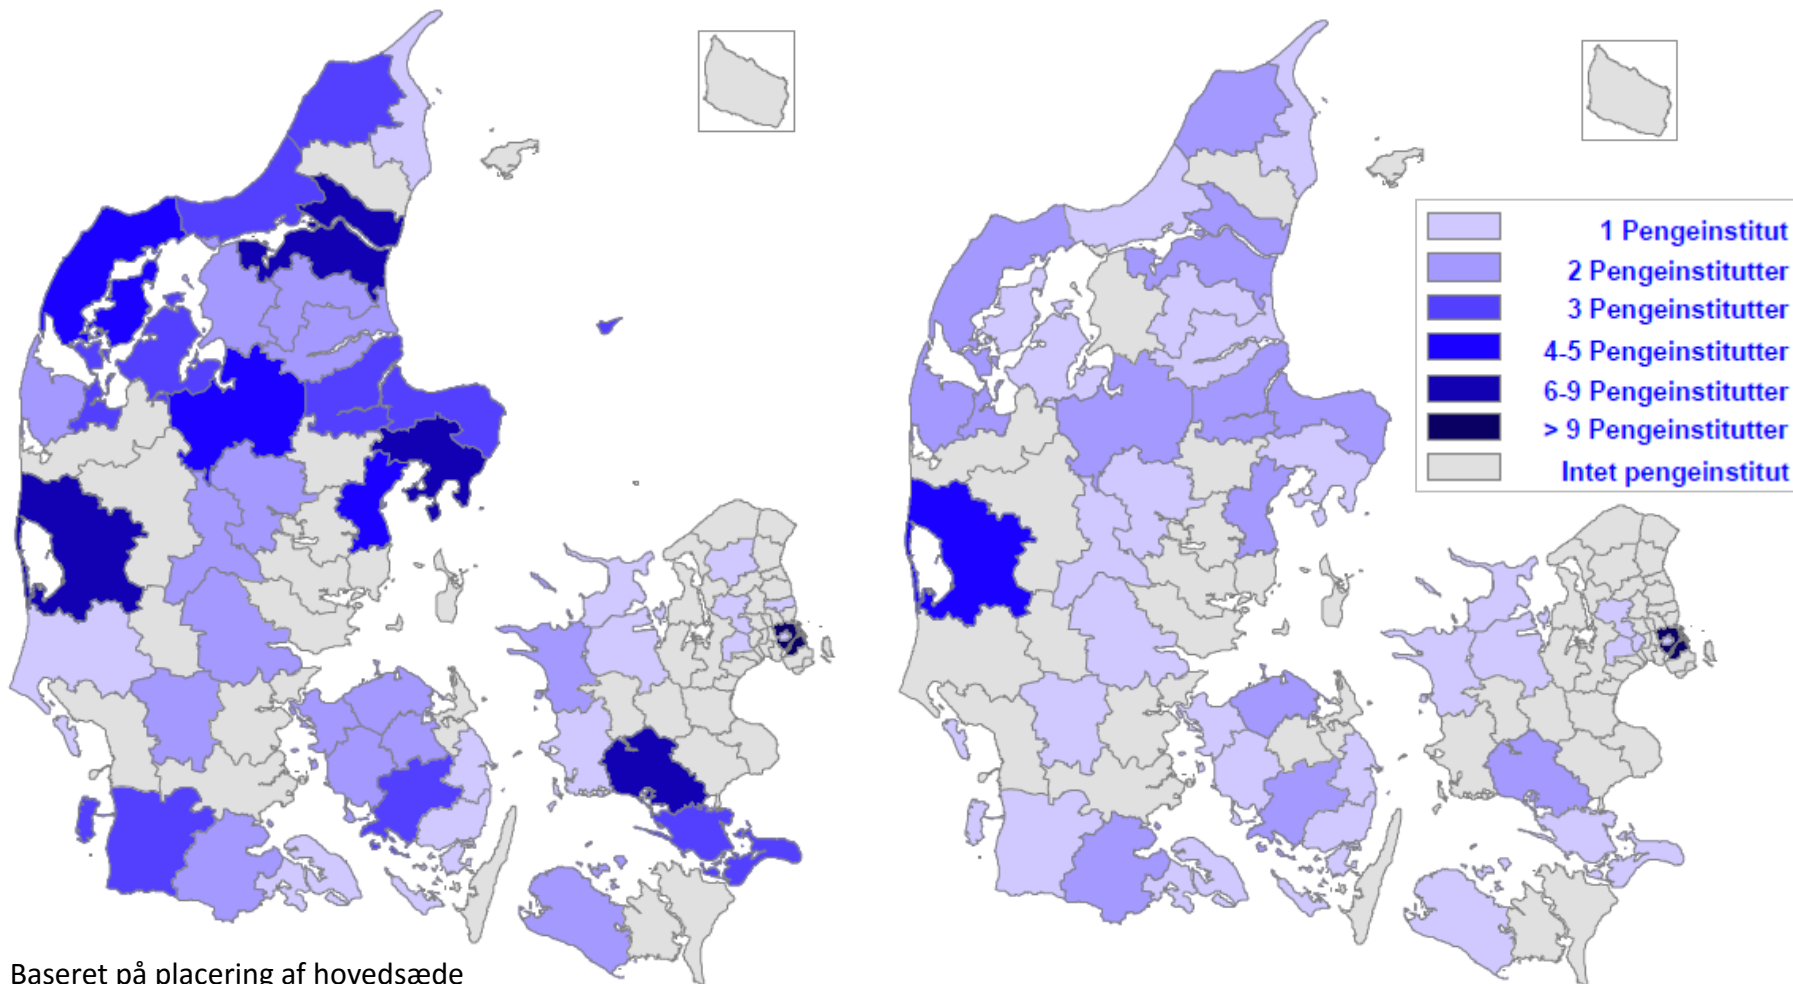 1 Pengeinstitut
2 Pengeinstitutter
3 Pengeinstitutter
4-5 Pengeinstitutter
6-9 Pengeinstitutter
> 9 Pengeinstitutter
Intet pengeinstitut
Baseret på placering af hovedsæde